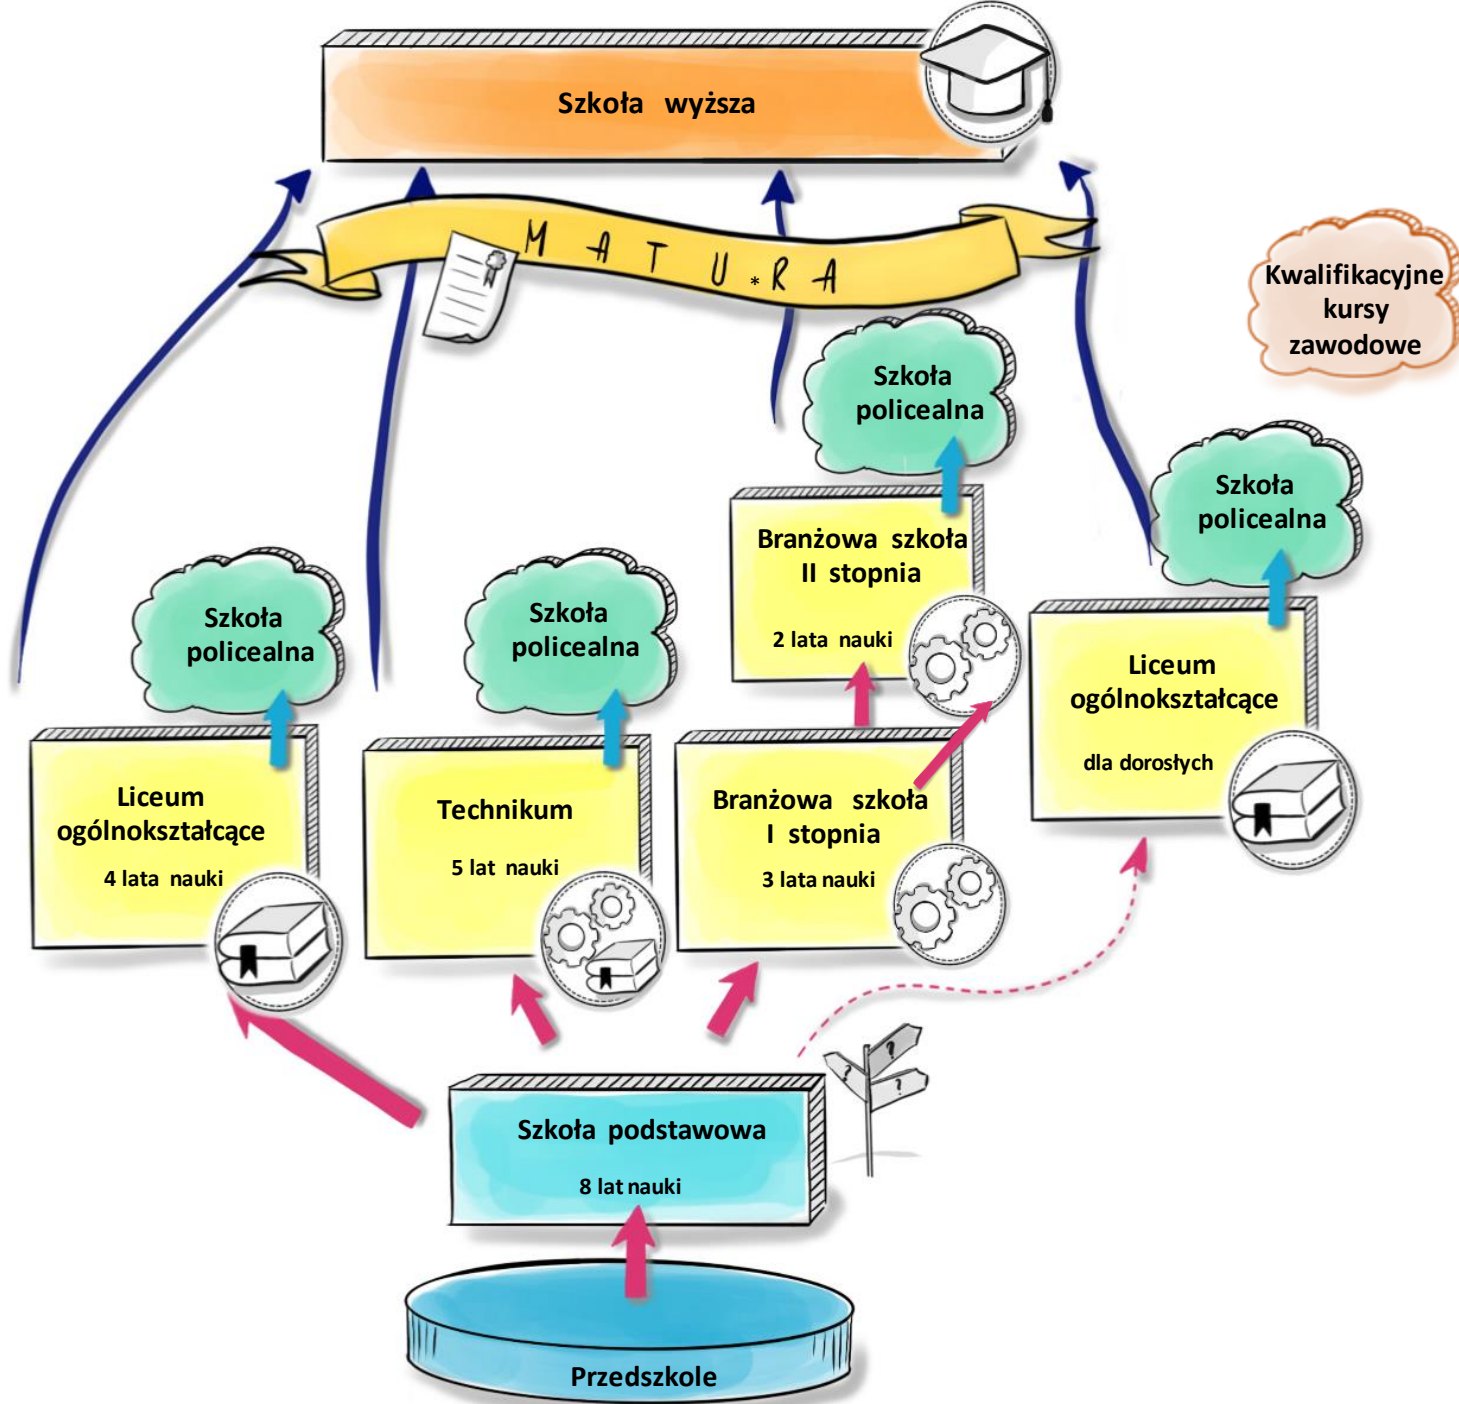 Szkoła wyższa
M A T U * R A
Kwalifikacyjne
kursy
zawodowe
Szkoła
policealna
Szkoła
policealna
Branżowa szkoła
II stopnia
2 lata nauki
Szkoła
policealna
Szkoła
policealna
Liceum
ogólnokształcące
dla dorosłych
Liceum
ogólnokształcące
4 lata nauki
Technikum
5 lat nauki
Branżowa szkoła
I stopnia
3 lata nauki
?
?
?
Szkoła podstawowa
8 lat nauki
Przedszkole